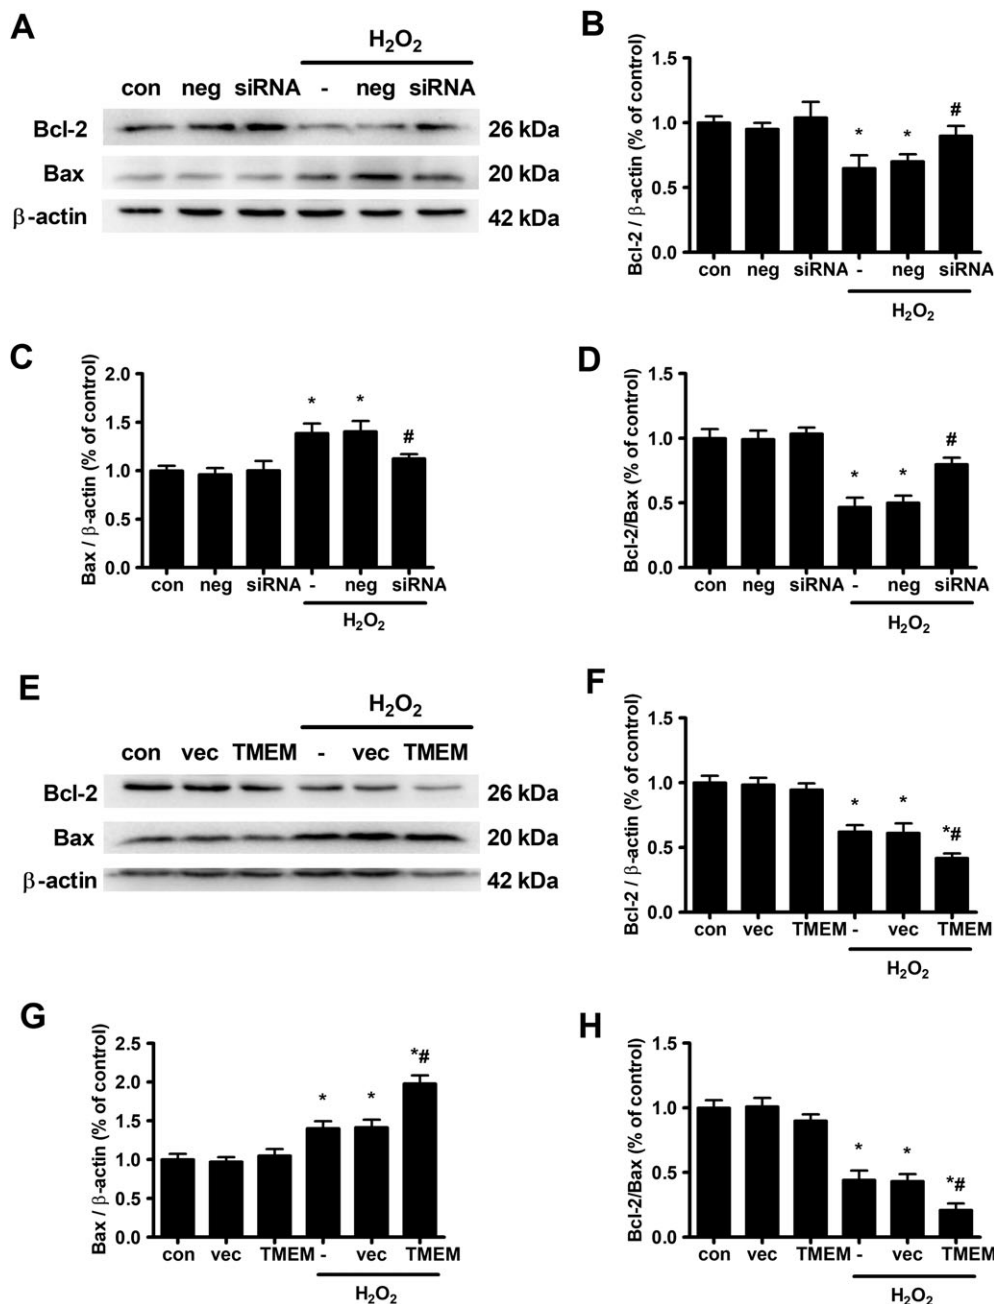 A
H2O2
con neg siRNA - neg siRNA
Bcl-2 26 kDa
Bax 20 kDa
β-actin 42 kDa
B
Bcl-2 / β-actin (% of control)
1.5
1.0
0.5
0.0
* * #
con neg siRNA - neg siRNA
H2O2
C
Bax / β-actin (% of control)
2.0
1.5
1.0
0.5
0.0
* * #
con neg siRNA - neg siRNA
H2O2
D
Bcl-2/Bax (% of control)
1.5
1.0
0.5
0.0
* * #
con neg siRNA - neg siRNA
H2O2
E
H2O2
con vec TMEM - vec TMEM
Bcl-2 26 kDa
Bax 20 kDa
β-actin 42 kDa
F
Bcl-2 / β-actin (% of control)
1.5
1.0
0.5
0.0
* * *#
con vec TMEM - vec TMEM
H2O2
G
Bax / β-actin (% of control)
2.5
2.0
1.5
1.0
0.5
0.0
* * *#
con vec TMEM - vec TMEM
H2O2
H
Bcl-2/Bax (% of control)
1.5
1.0
0.5
0.0
* * *#
con vec TMEM - vec TMEM
H2O2